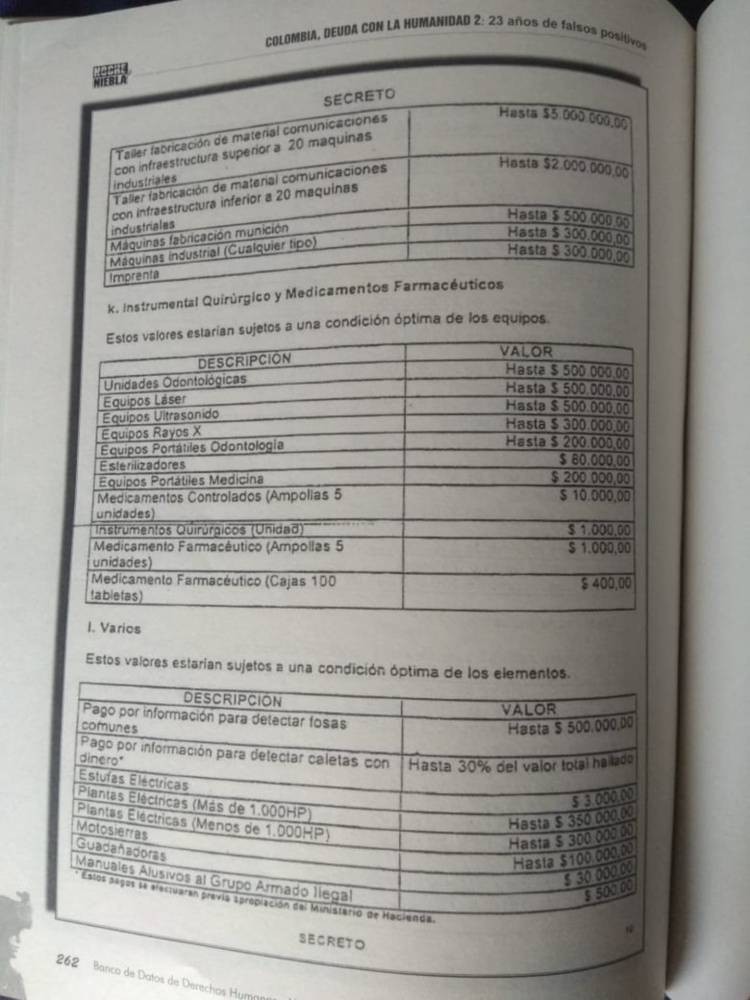 COLOMBIA, DEUDA CON LA HUMANIDAD 2: 23 años de falsos positivos
NOCHE
NIEBLA
SECRETO
Taller fabricación de material comunicaciones Hasta $5.000.000,00
con infraestructura superior a 20 maquinas
industriales
Taller fabricación de material comunicaciones Hasta $2.000.000,00
con infraestructura inferior a 20 maquinas
industriales
Máquinas fabricación munición Hasta $ 500.000,00
Máquinas industrial (Cualquier tipo) Hasta $ 300.000,00
Imprenta Hasta $ 300.000,00
k. Instrumental Quirúrgico y Medicamentos Farmacéuticos
Estos valores estarían sujetos a una condición óptima de los equipos.
DESCRIPCIÓN VALOR
Unidades Odontológicas Hasta $ 500.000,00
Equipos Láser Hasta $ 500.000,00
Equipos Ultrasonido Hasta $ 500.000,00
Equipos Rayos X Hasta $ 300.000,00
Equipos Portátiles Odontología Hasta $ 200.000,00
Esterilizadores $ 60.000,00
Equipos Portátiles Medicina $ 200.000,00
Medicamentos Controlados (Ampollas 5 $ 10.000,00
unidades)
Instrumentos Quirúrgicos (Unidad) $ 1.000,00
Medicamento Farmacéutico (Ampollas 5 $ 1.000,00
unidades)
Medicamento Farmacéutico (Cajas 100 $ 400,00
tabletas)
l. Varios
Estos valores estarían sujetos a una condición óptima de los elementos.
DESCRIPCIÓN VALOR
Pago por información para detectar fosas Hasta $ 500.000,00
comunes
Pago por información para detectar caletas con Hasta 30% del valor total hallado
dinero*
Estufas Eléctricas $ 3.000,00
Plantas Eléctricas (Más de 1.000HP) Hasta $ 350.000,00
Plantas Eléctricas (Menos de 1.000HP) Hasta $ 300.000,00
Motosierras Hasta $100.000,00
Guadañadoras $ 30.000,00
Manuales Alusivos al Grupo Armado Ilegal $ 500,00
* Estos pagos se efectuaran previa apropiación del Ministerio de Hacienda.
SECRETO
262 Banco de Datos de Derechos